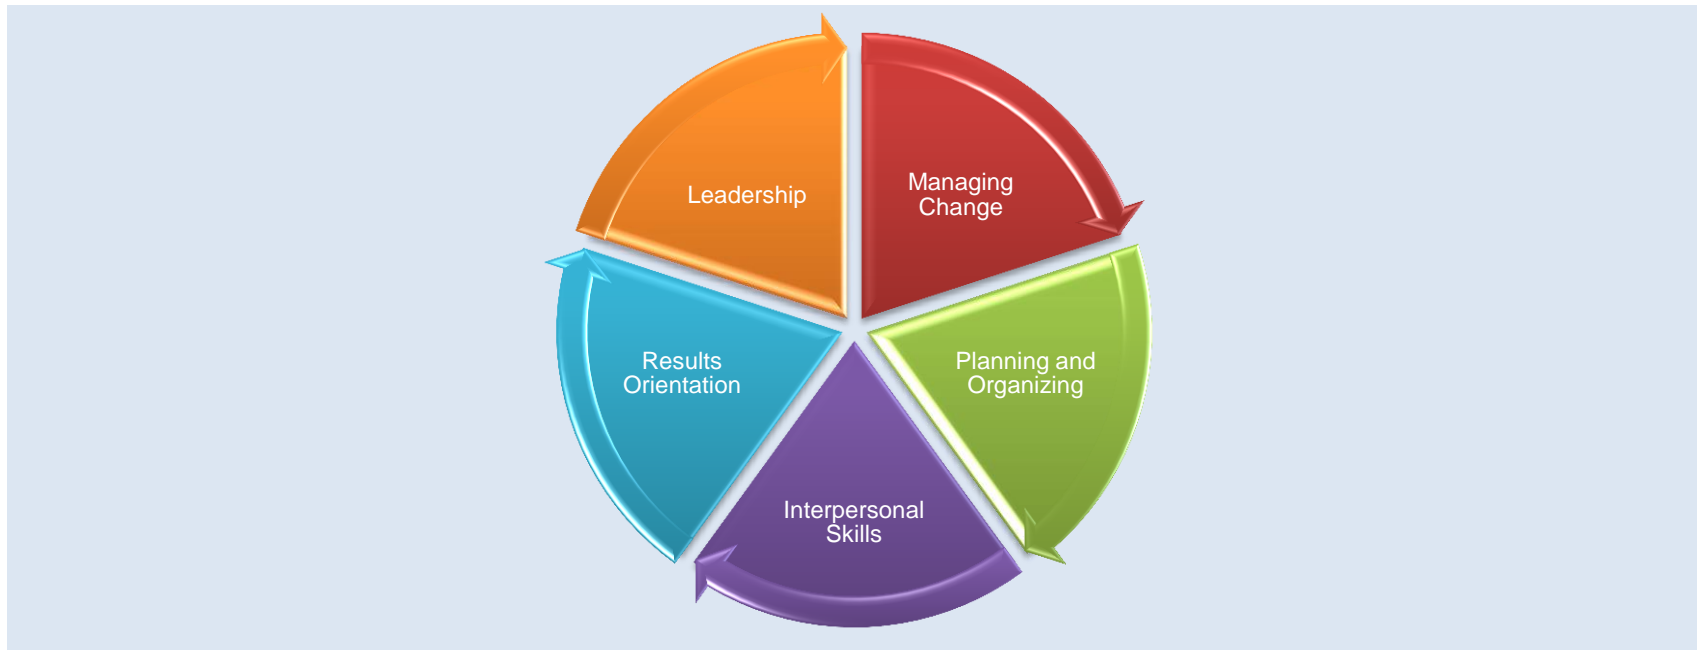 Leadership
Managing
Change
Results
Orientation
Planning and
Organizing
Interpersonal
Skills